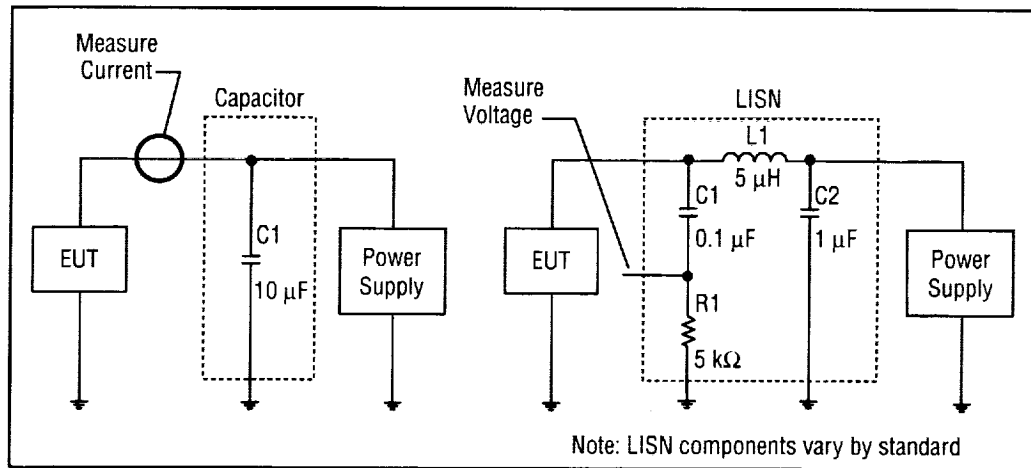 Measure
Current
Capacitor
C1
10 μF
EUT
Power
Supply
Measure
Voltage
LISN
L1
5 μH
C1
0.1 μF
C2
1 μF
R1
5 kΩ
EUT
Power
Supply
Note: LISN components vary by standard